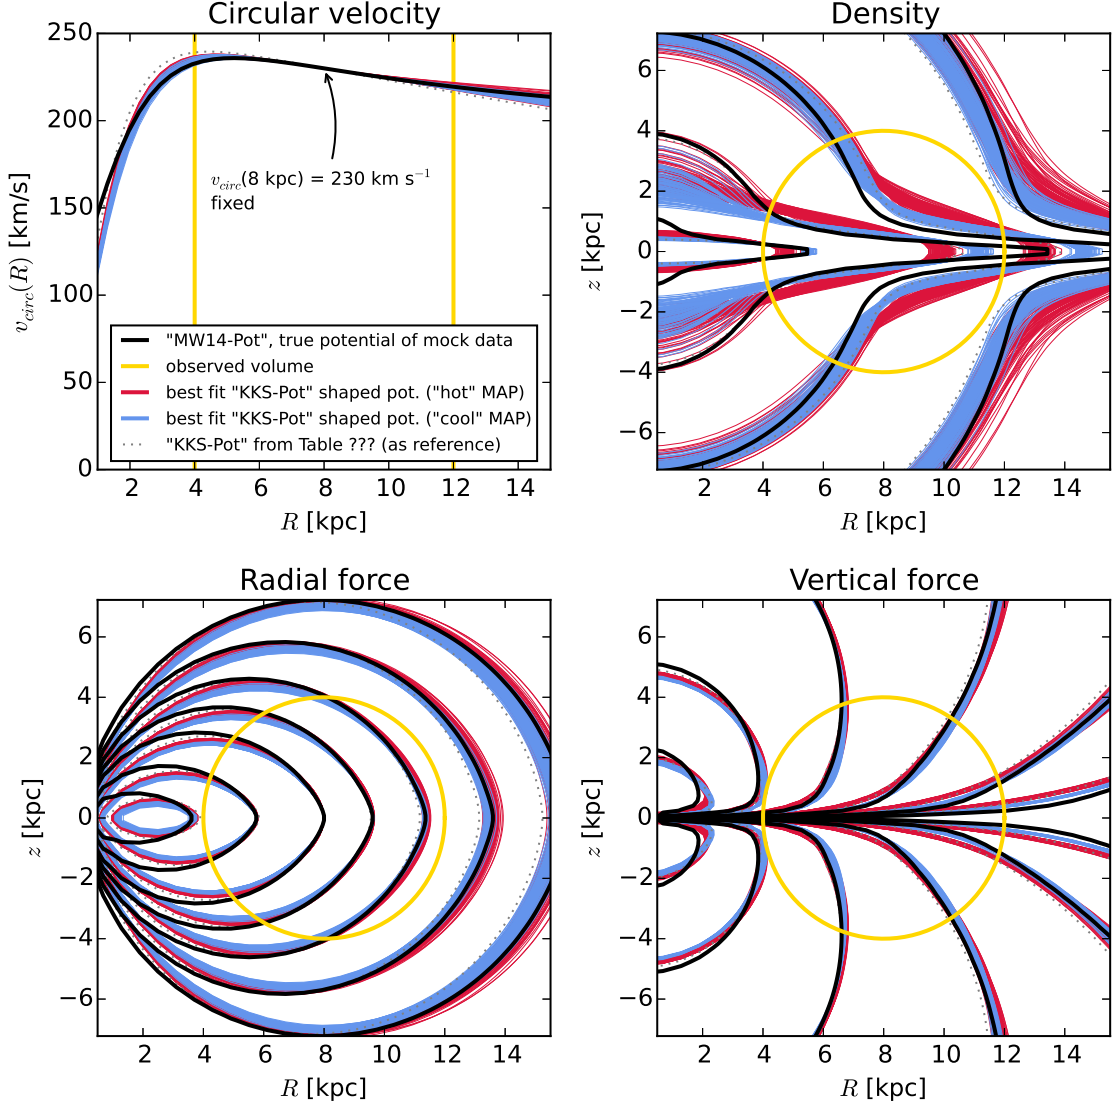 Circular velocity
250
200
150
100
50
0
v_circ(R) [km/s]
v_circ(8 kpc) = 230 km s⁻¹
fixed
"MW14-Pot", true potential of mock data
observed volume
best fit "KKS-Pot" shaped pot. ("hot" MAP)
best fit "KKS-Pot" shaped pot. ("cool" MAP)
"KKS-Pot" from Table ??? (as reference)
2 4 6 8 10 12 14
R [kpc]
Density
6
4
2
0
−2
−4
−6
z [kpc]
2 4 6 8 10 12 14
R [kpc]
Radial force
6
4
2
0
−2
−4
−6
z [kpc]
2 4 6 8 10 12 14
R [kpc]
Vertical force
6
4
2
0
−2
−4
−6
z [kpc]
2 4 6 8 10 12 14
R [kpc]